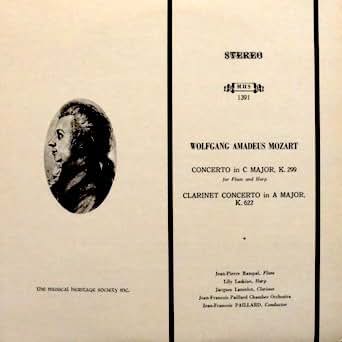 STEREO
MHS
1391
WOLFGANG AMADEUS MOZART
CONCERTO in C MAJOR, K. 299
for Flute and Harp
CLARINET CONCERTO in A MAJOR,
K. 622
Jean-Pierre Rampal, Flute
Lily Laskine, Harp
Jacques Lancelot, Clarinet
Jean-Francois Paillard Chamber Orchestra
Jean-Francois PAILLARD, Conductor
the musical heritage society inc.